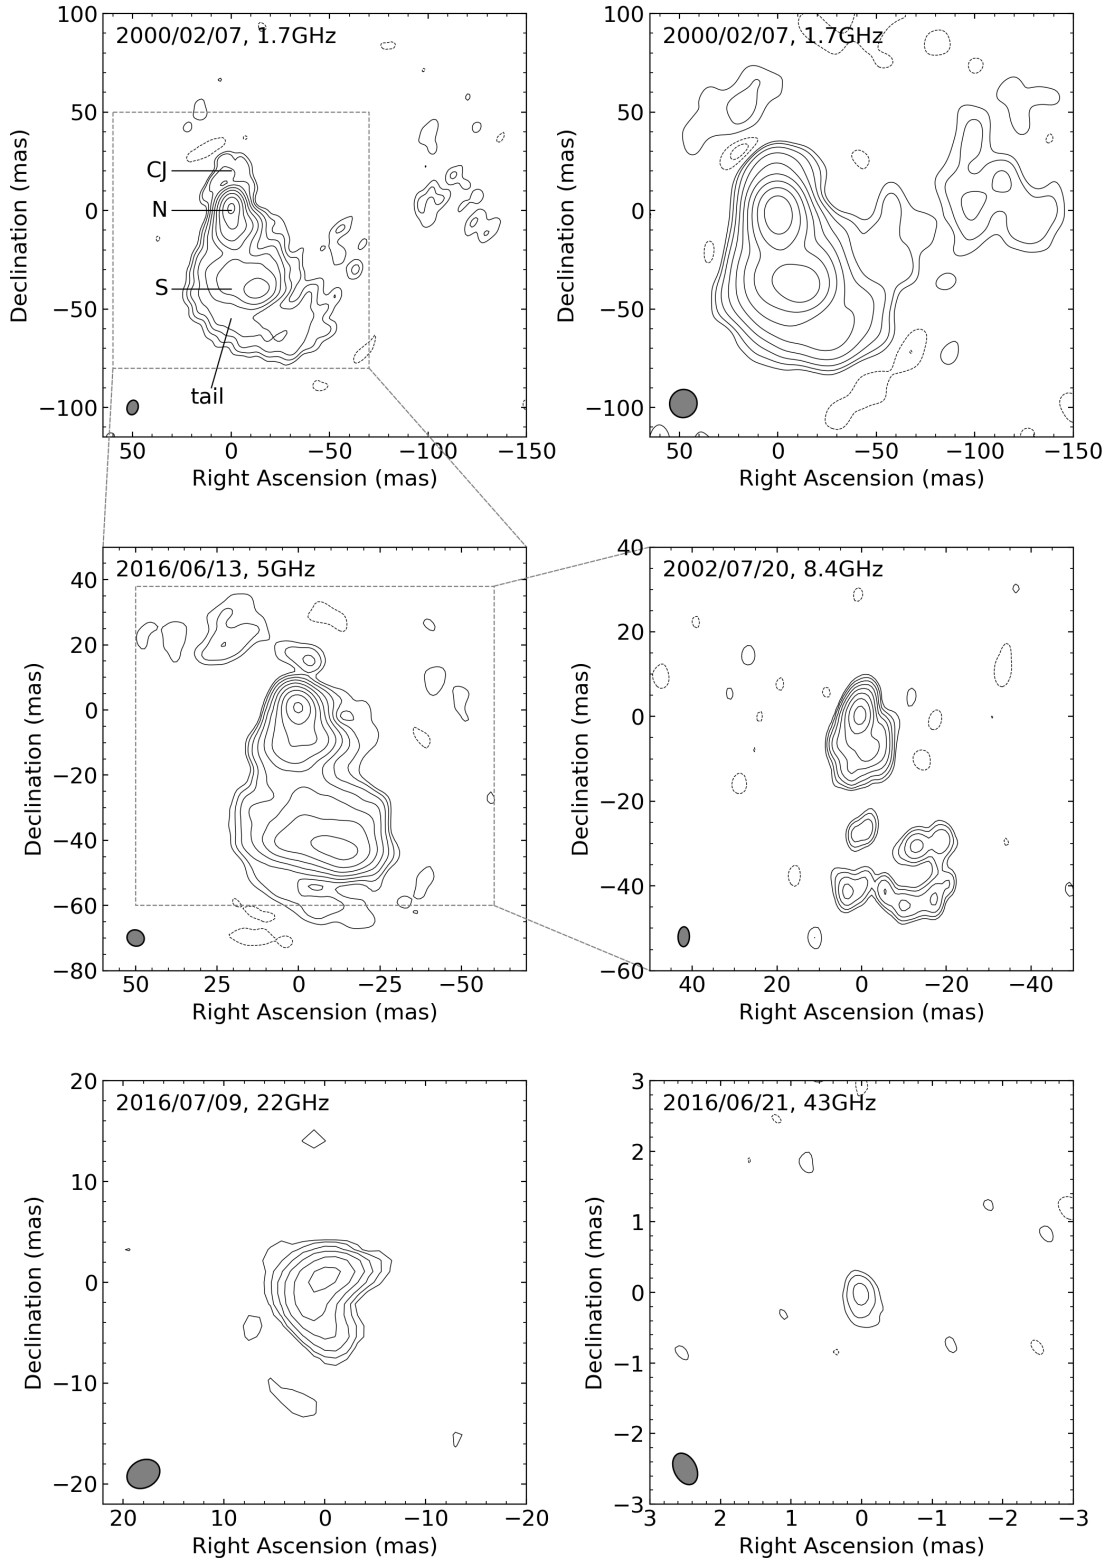 2000/02/07, 1.7GHz
100
50
0
−50
−100
Declination (mas)
CJ
N
S
tail
50 0 −50 −100 −150
Right Ascension (mas)
2000/02/07, 1.7GHz
100
50
0
−50
−100
Declination (mas)
50 0 −50 −100 −150
Right Ascension (mas)
2016/06/13, 5GHz
40
20
0
−20
−40
−60
−80
Declination (mas)
50 25 0 −25 −50
Right Ascension (mas)
2002/07/20, 8.4GHz
40
20
0
−20
−40
−60
Declination (mas)
40 20 0 −20 −40
Right Ascension (mas)
2016/07/09, 22GHz
20
10
0
−10
−20
Declination (mas)
20 10 0 −10 −20
Right Ascension (mas)
2016/06/21, 43GHz
3
2
1
0
−1
−2
−3
Declination (mas)
3 2 1 0 −1 −2 −3
Right Ascension (mas)